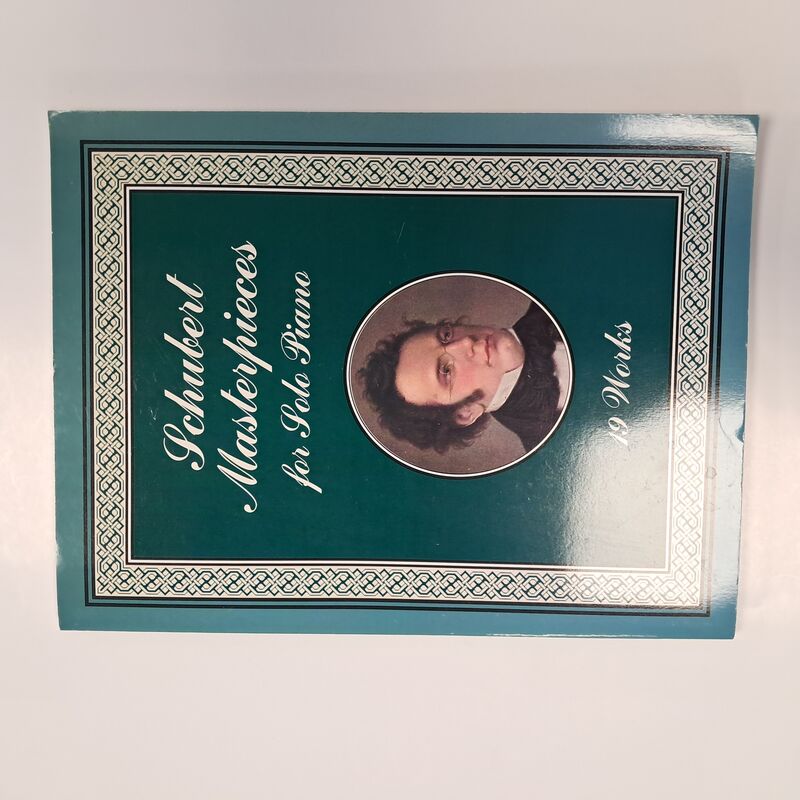 Schubert
Masterpieces
for Solo Piano
19 Works